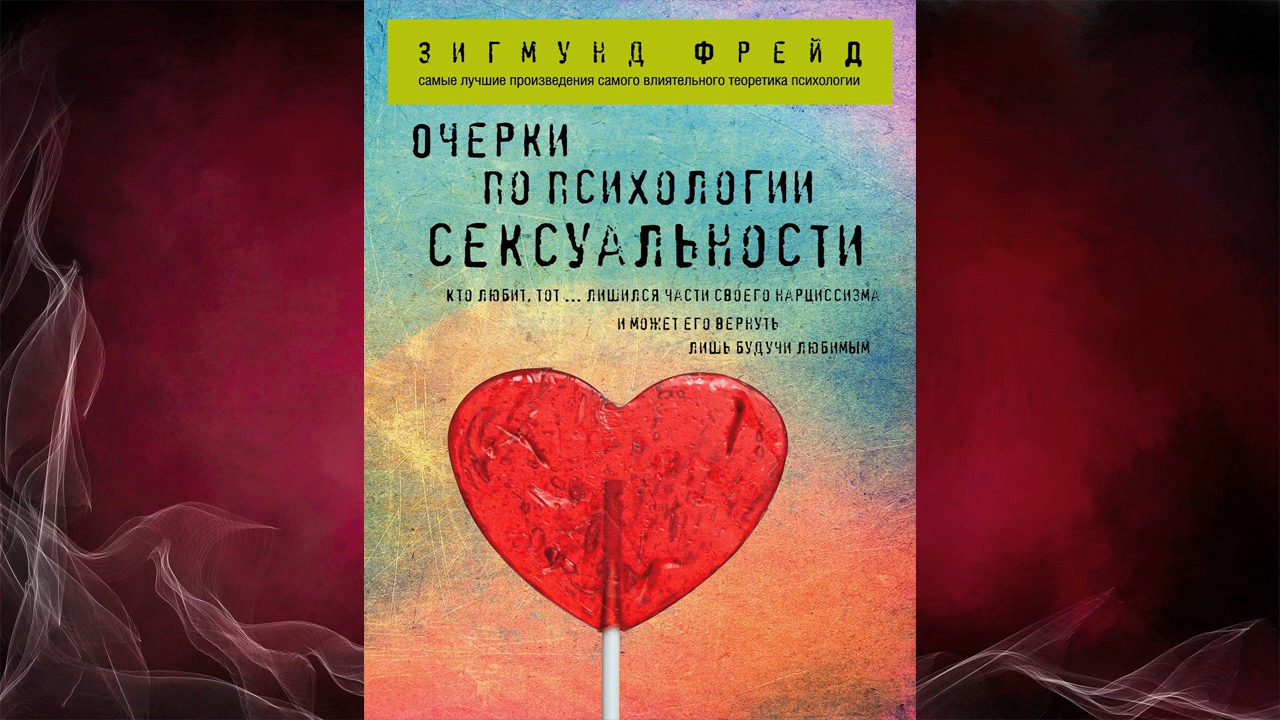 ЗИГМУНД ФРЕЙД
самые лучшие произведения самого влиятельного теоретика психологии
ОЧЕРКИ
ПО ПСИХОЛОГИИ
СЕКСУАЛЬНОСТИ
КТО ЛЮБИТ, ТОТ ... ЛИШИЛСЯ ЧАСТИ СВОЕГО НАРЦИССИЗМА
И МОЖЕТ ЕГО ВЕРНУТЬ
ЛИШЬ БУДУЧИ ЛЮБИМЫМ